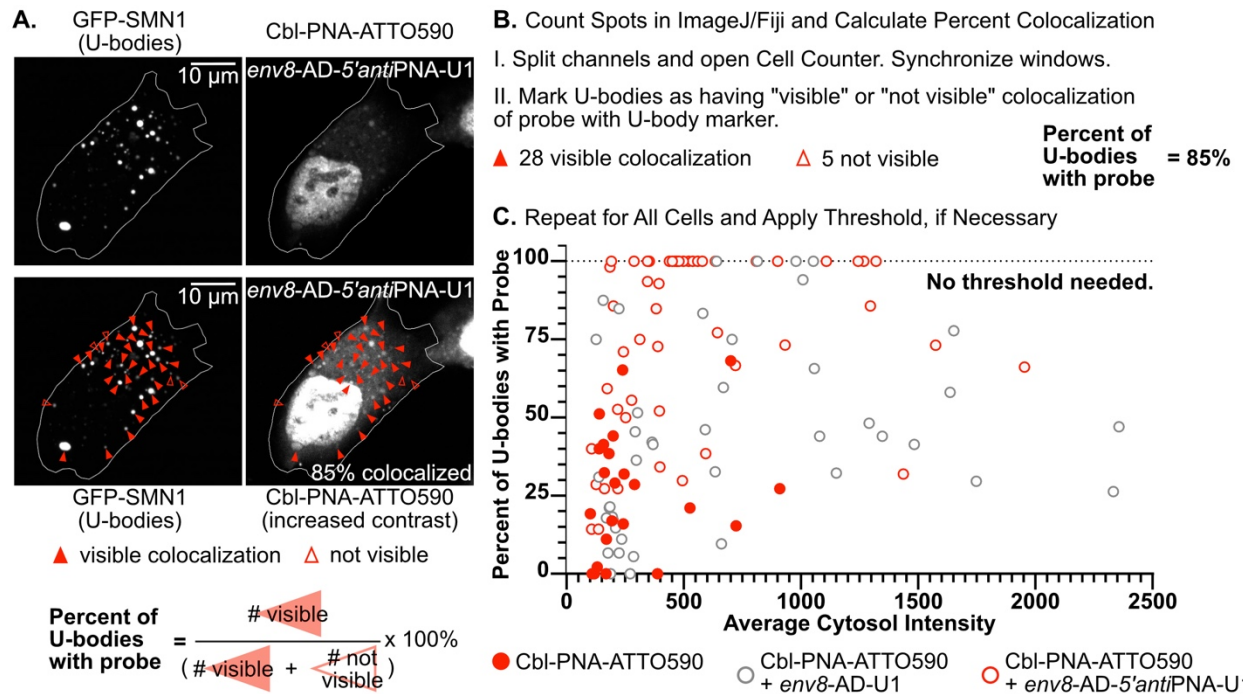 A.
GFP-SMN1
(U-bodies)
Cbl-PNA-ATTO590
10 µm
env8-AD-5'antiPNA-U1
10 µm
env8-AD-5'antiPNA-U1
85% colocalized
GFP-SMN1
(U-bodies)
Cbl-PNA-ATTO590
(increased contrast)
visible colocalization
not visible
Percent of
U-bodies
with probe
=
# visible
( # visible + # not
visible )
x 100%
B. Count Spots in ImageJ/Fiji and Calculate Percent Colocalization
I. Split channels and open Cell Counter. Synchronize windows.
II. Mark U-bodies as having "visible" or "not visible" colocalization
of probe with U-body marker.
28 visible colocalization
5 not visible
Percent of
U-bodies
with probe
= 85%
C. Repeat for All Cells and Apply Threshold, if Necessary
No threshold needed.
Percent of U-bodies with Probe
100
75
50
25
0
0 500 1000 1500 2000 2500
Average Cytosol Intensity
Cbl-PNA-ATTO590
Cbl-PNA-ATTO590
+ env8-AD-U1
Cbl-PNA-ATTO590
+ env8-AD-5'antiPNA-U1